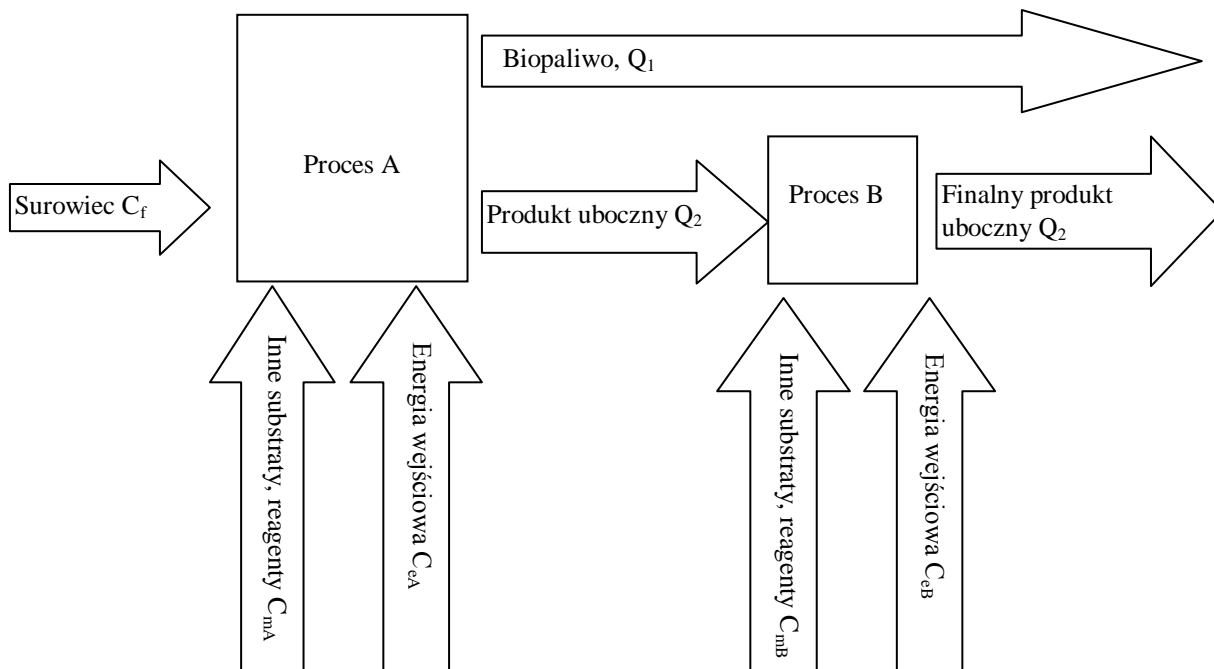 Biopaliwo, Q₁
Proces A
Surowiec C_f
Produkt uboczny Q₂
Proces B
Finalny produkt
uboczny Q₂
Inne substraty, reagenty C_mA
Energia wejściowa C_eA
Inne substraty, reagenty C_mB
Energia wejściowa C_eB